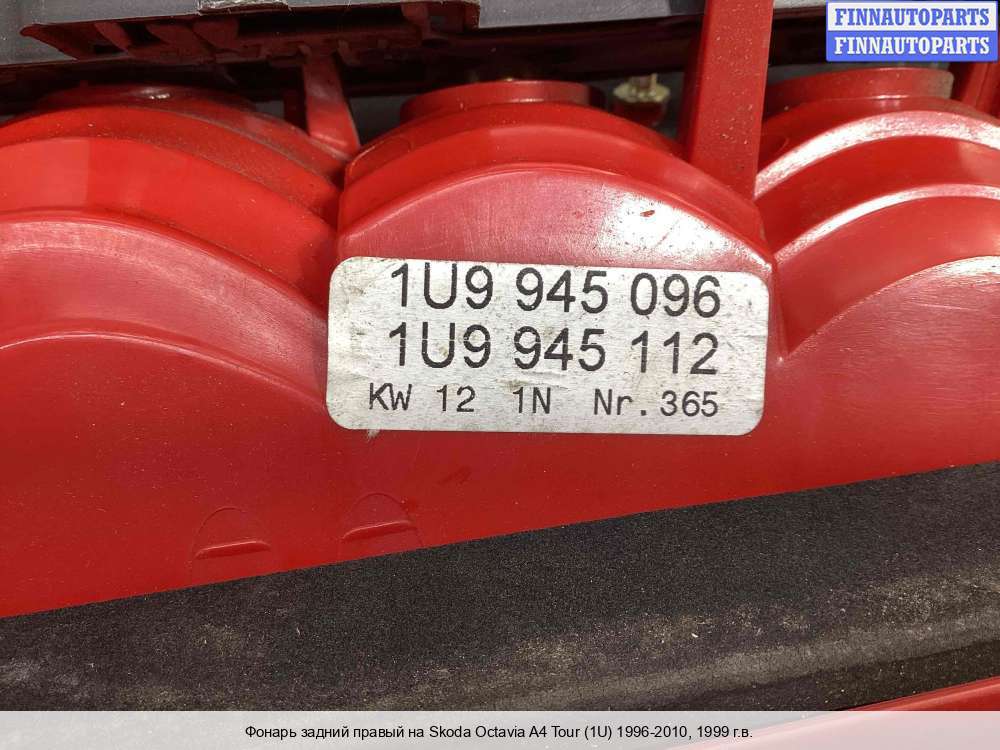 FINNAUTOPARTS
FINNAUTOPARTS
1U9 945 096
1U9 945 112
KW 12 1N Nr. 365
Фонарь задний правый на Skoda Octavia A4 Tour (1U) 1996-2010, 1999 г.в.